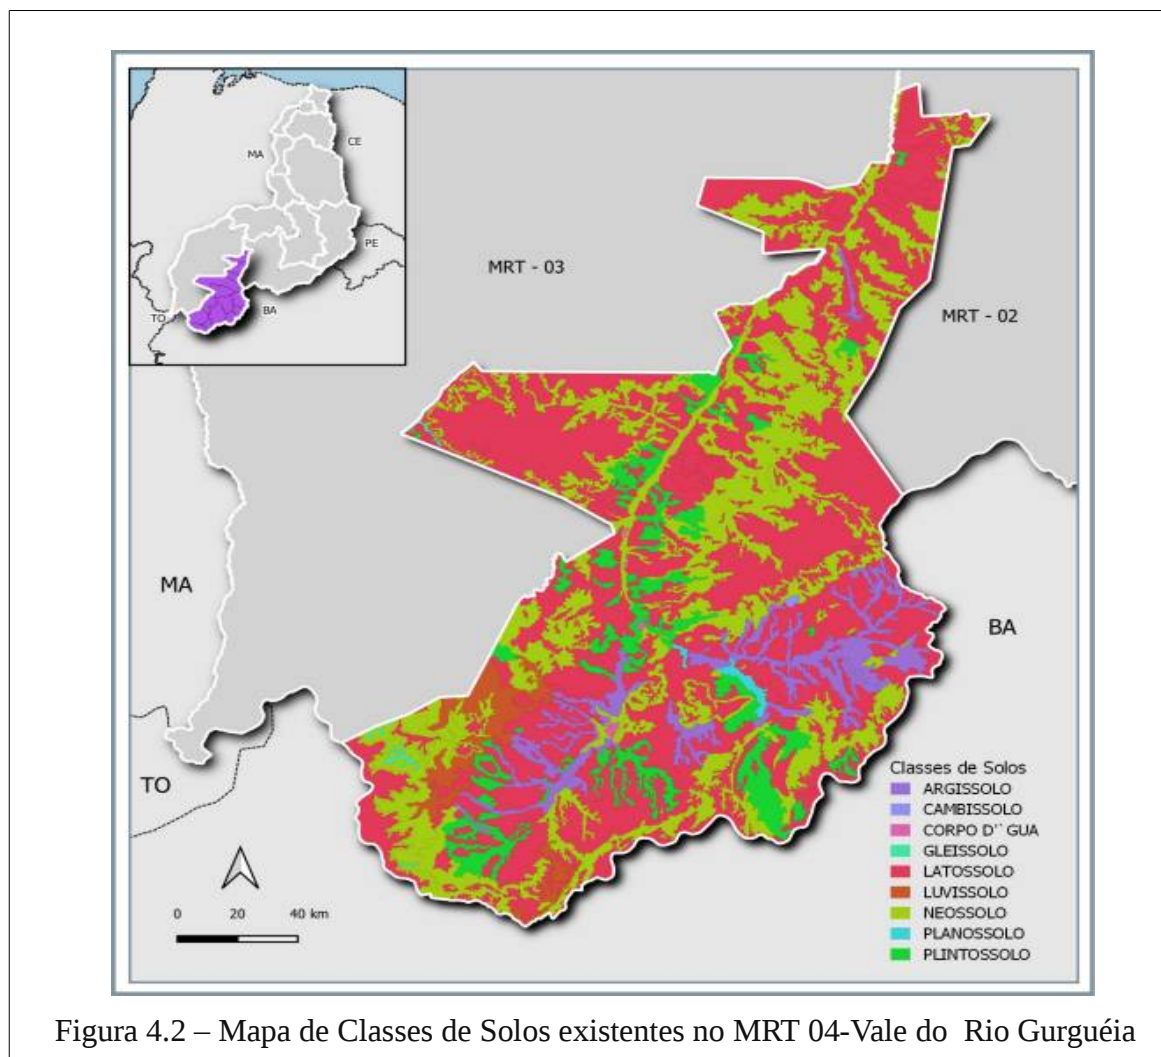 MA
CE
PE
TO
BA
MRT - 03
MRT - 02
MA
BA
TO
Classes de Solos
ARGISSOLO
CAMBISSOLO
CORPO D'` GUA
GLEISSOLO
LATOSSOLO
LUVISSOLO
NEOSSOLO
PLANOSSOLO
PLINTOSSOLO
0 20 40 km
Figura 4.2 – Mapa de Classes de Solos existentes no MRT 04-Vale do Rio Gurguéia